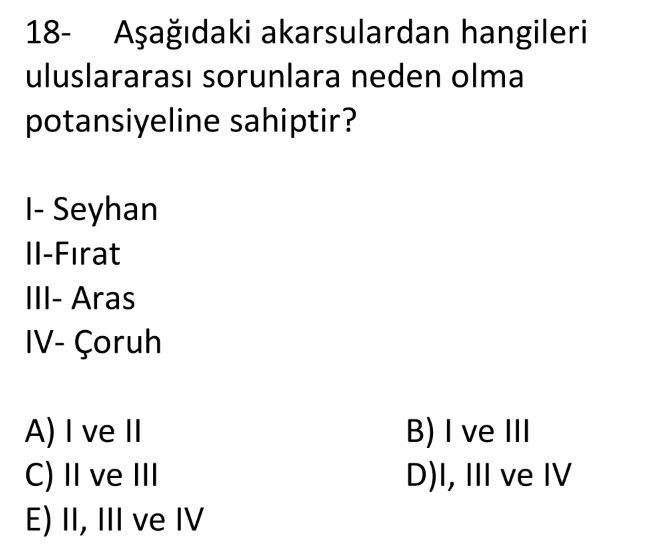 18- Aşağıdaki akarsulardan hangileri
uluslararası sorunlara neden olma
potansiyeline sahiptir?
I- Seyhan
II-Fırat
III- Aras
IV- Çoruh
A) I ve II B) I ve III
C) II ve III D)I, III ve IV
E) II, III ve IV